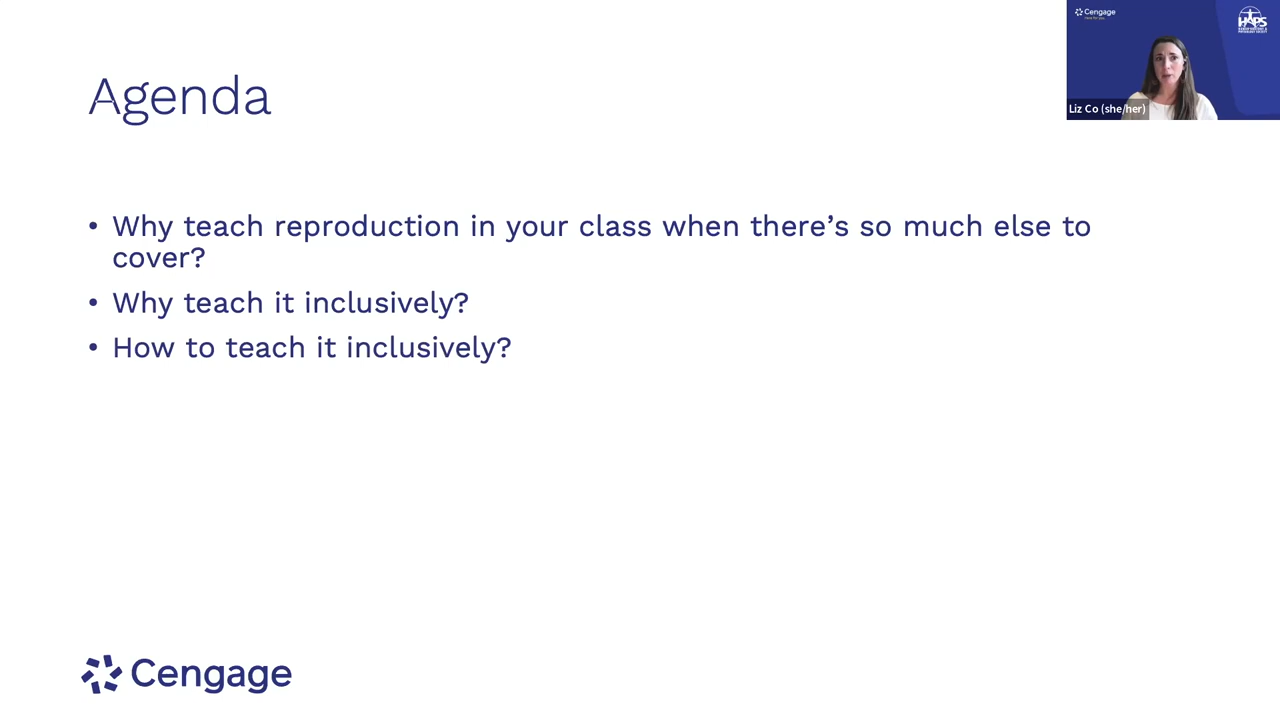 Agenda
• Why teach reproduction in your class when there's so much else to
cover?
• Why teach it inclusively?
• How to teach it inclusively?
Cengage
Cengage
HAPS
Liz Co (she/her)